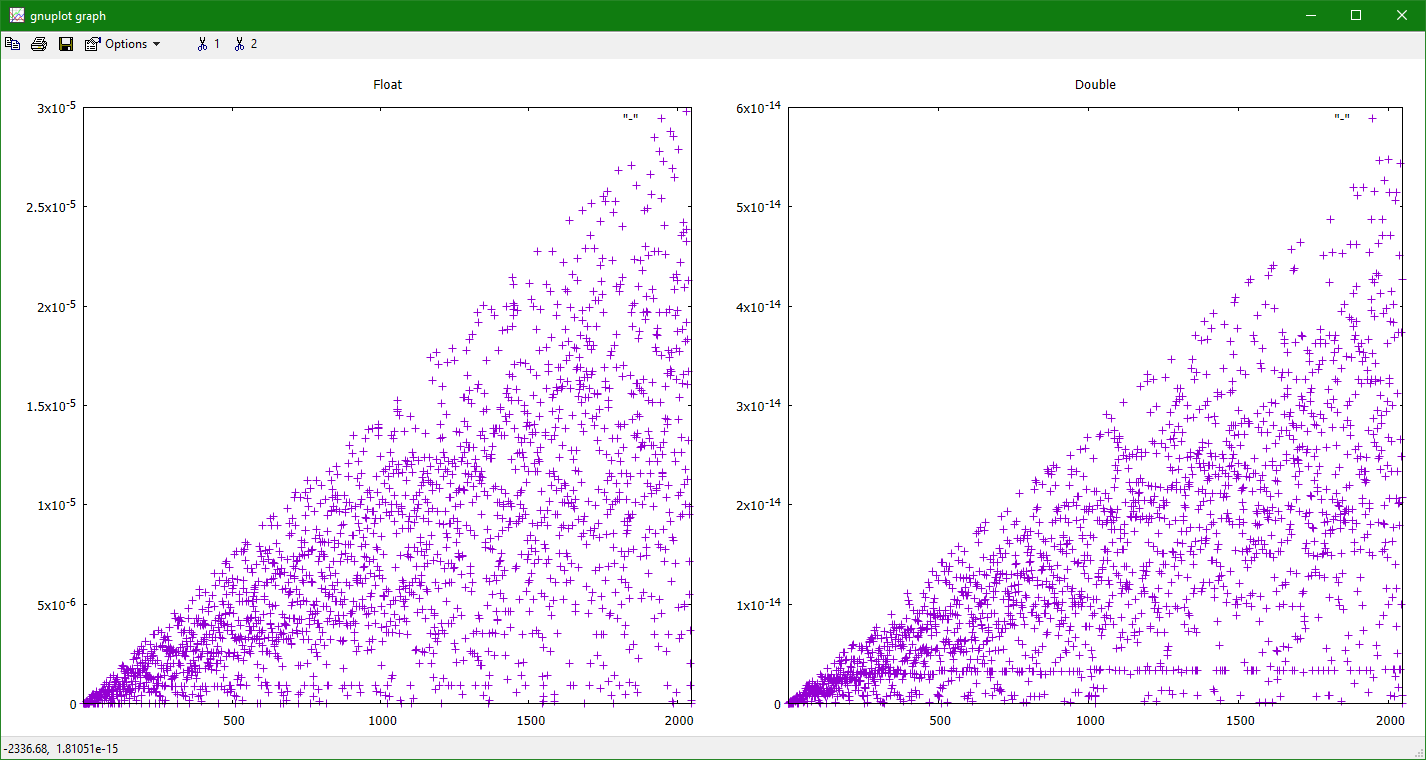 gnuplot graph
Options 1 2
Float
3x10⁻⁵
2.5x10⁻⁵
2x10⁻⁵
1.5x10⁻⁵
1x10⁻⁵
5x10⁻⁶
0
500 1000 1500 2000
"-"
Double
6x10⁻¹⁴
5x10⁻¹⁴
4x10⁻¹⁴
3x10⁻¹⁴
2x10⁻¹⁴
1x10⁻¹⁴
0
500 1000 1500 2000
"-"
-2336.68, 1.81051e-15